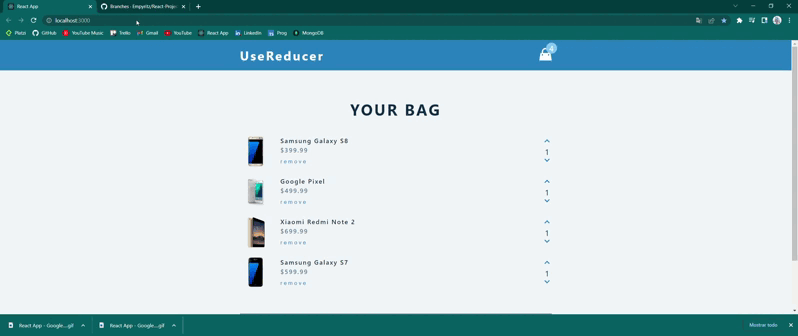 React App
Branches · Empyritz/React-Proje
localhost:3000
Platzi GitHub YouTube Music Trello Gmail YouTube React App LinkedIn Prog MongoDB
UseReducer
4
YOUR BAG
Samsung Galaxy S8
$399.99
remove
1
Google Pixel
$499.99
remove
1
Xiaomi Redmi Note 2
$699.99
remove
1
Samsung Galaxy S7
$599.99
remove
1
React App - Google....gif
React App - Google....gif
Mostrar todo